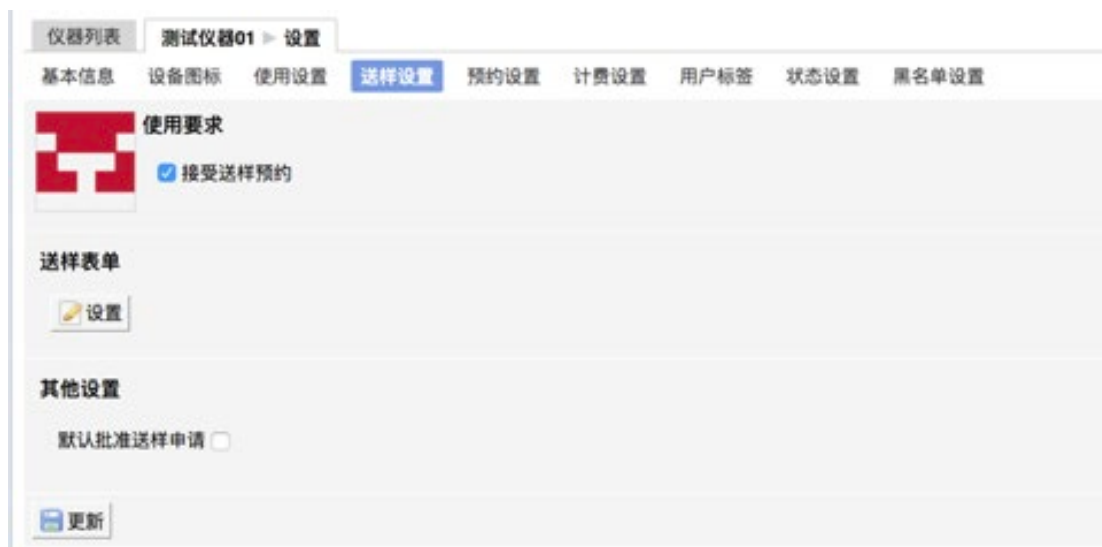 仪器列表 测试仪器01 ▶ 设置
基本信息 设备图标 使用设置 送样设置 预约设置 计费设置 用户标签 状态设置 黑名单设置
使用要求
接受送样预约
送样表单
设置
其他设置
默认批准送样申请
更新